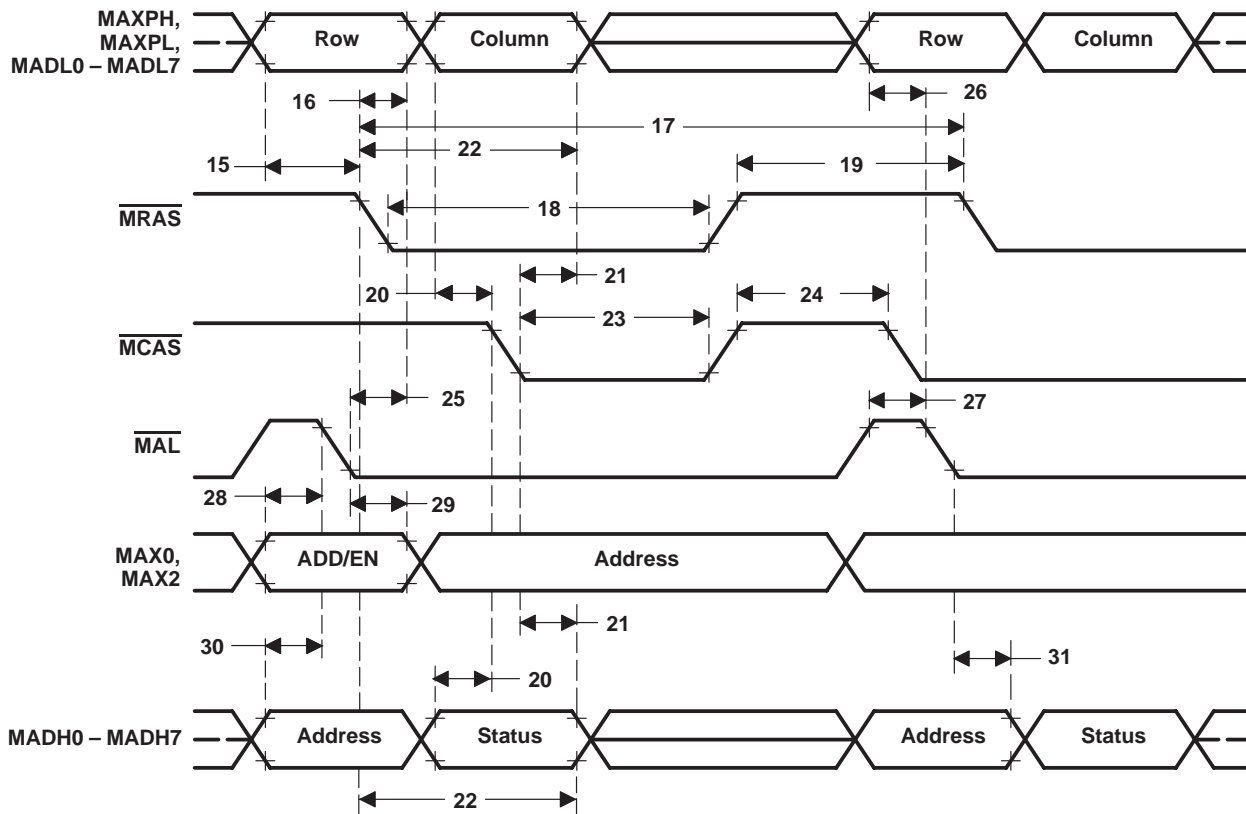 MAXPH,
MAXPL,
MADL0 – MADL7
Row
Column
Row
Column
16
26
17
15
22
19
MRAS
18
21
20
24
23
MCAS
25
27
MAL
28
29
MAX0,
MAX2
ADD/EN
Address
21
30
31
20
MADH0 – MADH7
Address
Status
Address
Status
22